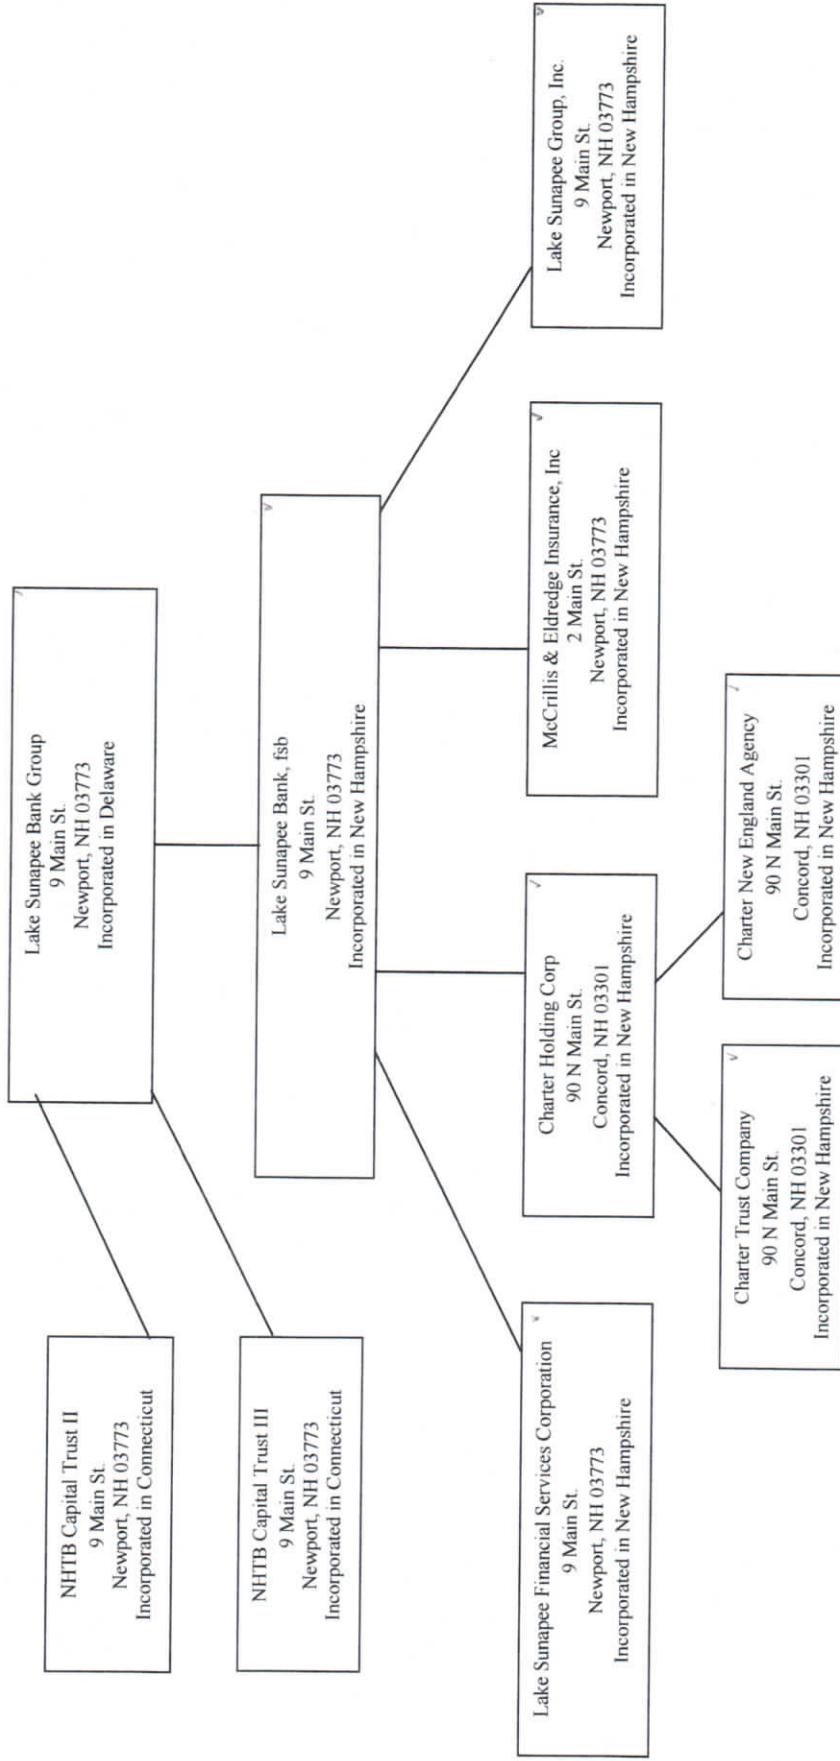 Lake Sunapee Bank Group
9 Main St.
Newport, NH 03773
Incorporated in Delaware
NHTB Capital Trust II
9 Main St.
Newport, NH 03773
Incorporated in Connecticut
NHTB Capital Trust III
9 Main St.
Newport, NH 03773
Incorporated in Connecticut
Lake Sunapee Bank, fsb
9 Main St.
Newport, NH 03773
Incorporated in New Hampshire
Lake Sunapee Financial Services Corporation
9 Main St.
Newport, NH 03773
Incorporated in New Hampshire
Charter Holding Corp
90 N Main St.
Concord, NH 03301
Incorporated in New Hampshire
McCrillis & Eldredge Insurance, Inc
2 Main St.
Newport, NH 03773
Incorporated in New Hampshire
Lake Sunapee Group, Inc.
9 Main St.
Newport, NH 03773
Incorporated in New Hampshire
Charter Trust Company
90 N Main St.
Concord, NH 03301
Incorporated in New Hampshire
Charter New England Agency
90 N Main St.
Concord, NH 03301
Incorporated in New Hampshire